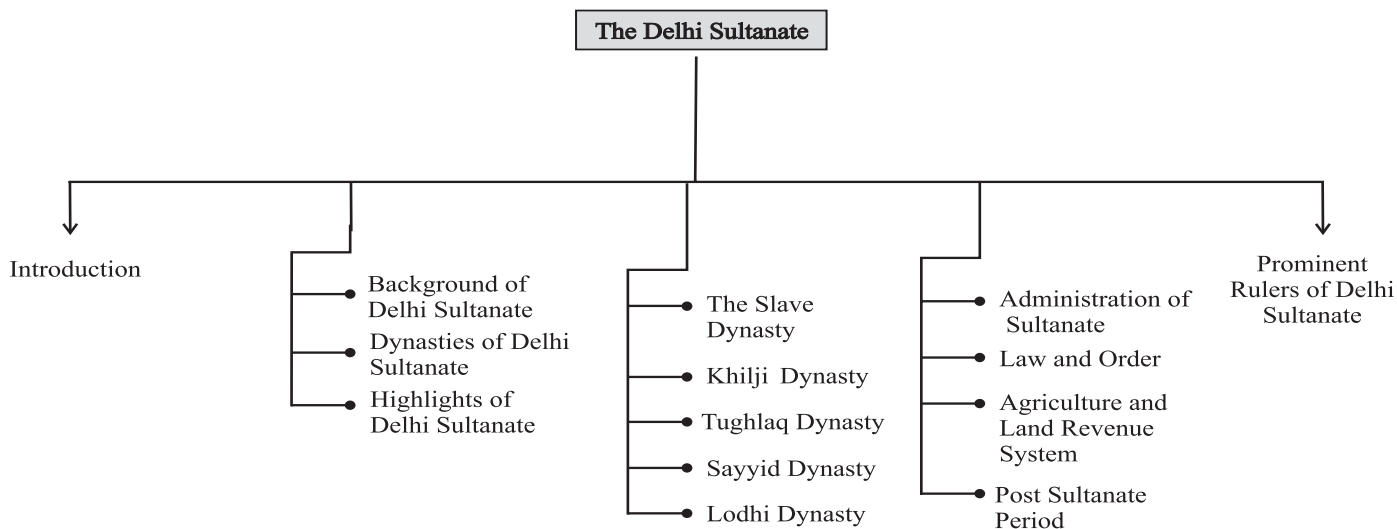 The Delhi Sultanate
Introduction
Background of
Delhi Sultanate
Dynasties of Delhi
Sultanate
Highlights of
Delhi Sultanate
The Slave
Dynasty
Khilji Dynasty
Tughlaq Dynasty
Sayyid Dynasty
Lodhi Dynasty
Administration of
Sultanate
Law and Order
Agriculture and
Land Revenue
System
Post Sultanate
Period
Prominent
Rulers of Delhi
Sultanate